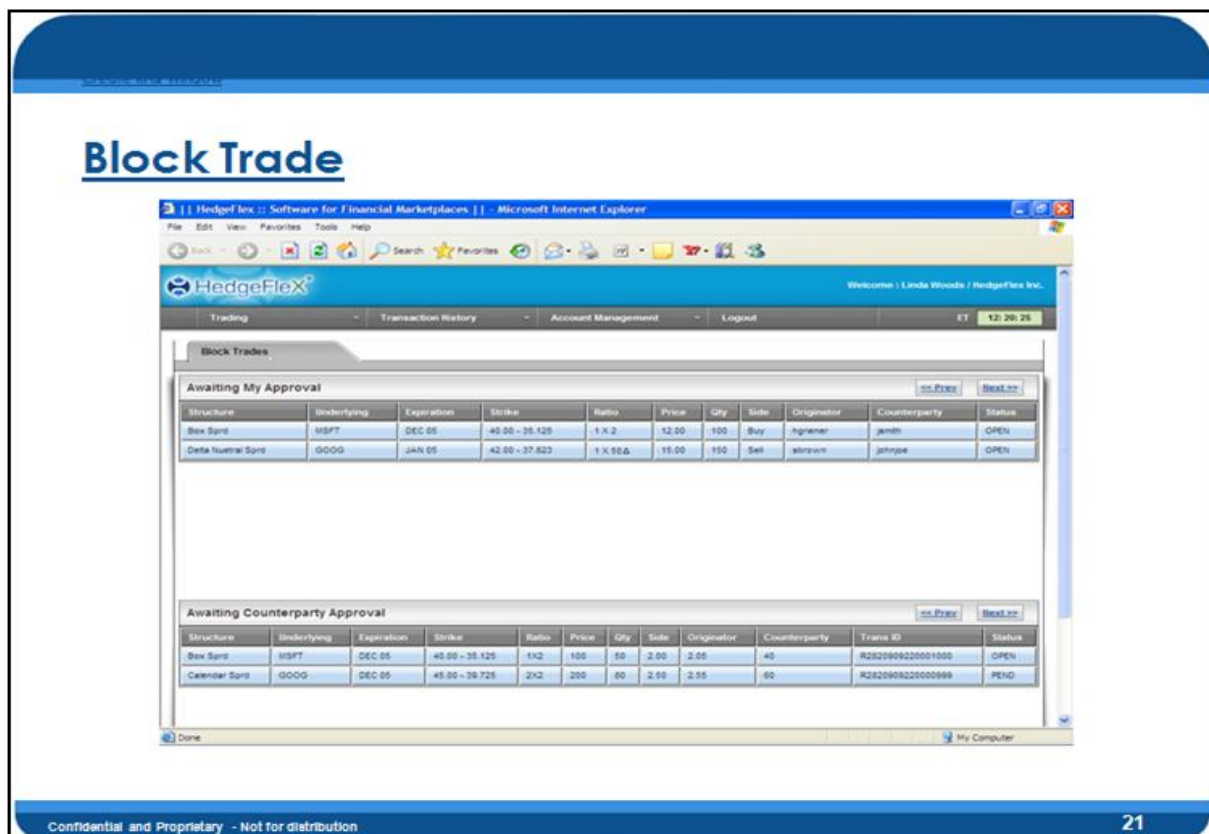 Block Trade
|| HedgeFlex :: Software for Financial Marketplaces || - Microsoft Internet Explorer
File Edit View Favorites Tools Help
Back Search Favorites
HedgeFleX
Welcome : Linda Woods / HedgeFlex Inc.
Trading Transaction History Account Management Logout ET 12:20:25
Block Trades
Awaiting My Approval << Prev Next >>
Structure Underlying Expiration Strike Ratio Price Qty Side Originator Counterparty Status
Box Sprd MSFT DEC 05 40.00 - 35.125 1 X 2 12.00 100 Buy jsmith OPEN
Delta Nuetral Sprd GOOG JAN 05 42.00 - 37.623 1 X 50Δ 15.00 150 Sell abrown johnjoe OPEN
Awaiting Counterparty Approval << Prev Next >>
Structure Underlying Expiration Strike Ratio Price Qty Side Originator Counterparty Trans ID Status
Box Sprd MSFT DEC 05 40.00 - 35.125 1X2 100 50 2.00 2.05 40 R2820909220001000 OPEN
Calendar Sprd GOOG DEC 05 45.00 - 39.725 2X2 200 60 2.50 2.55 60 R2820909220000999 PEND
Done My Computer
Confidential and Proprietary - Not for distribution 21